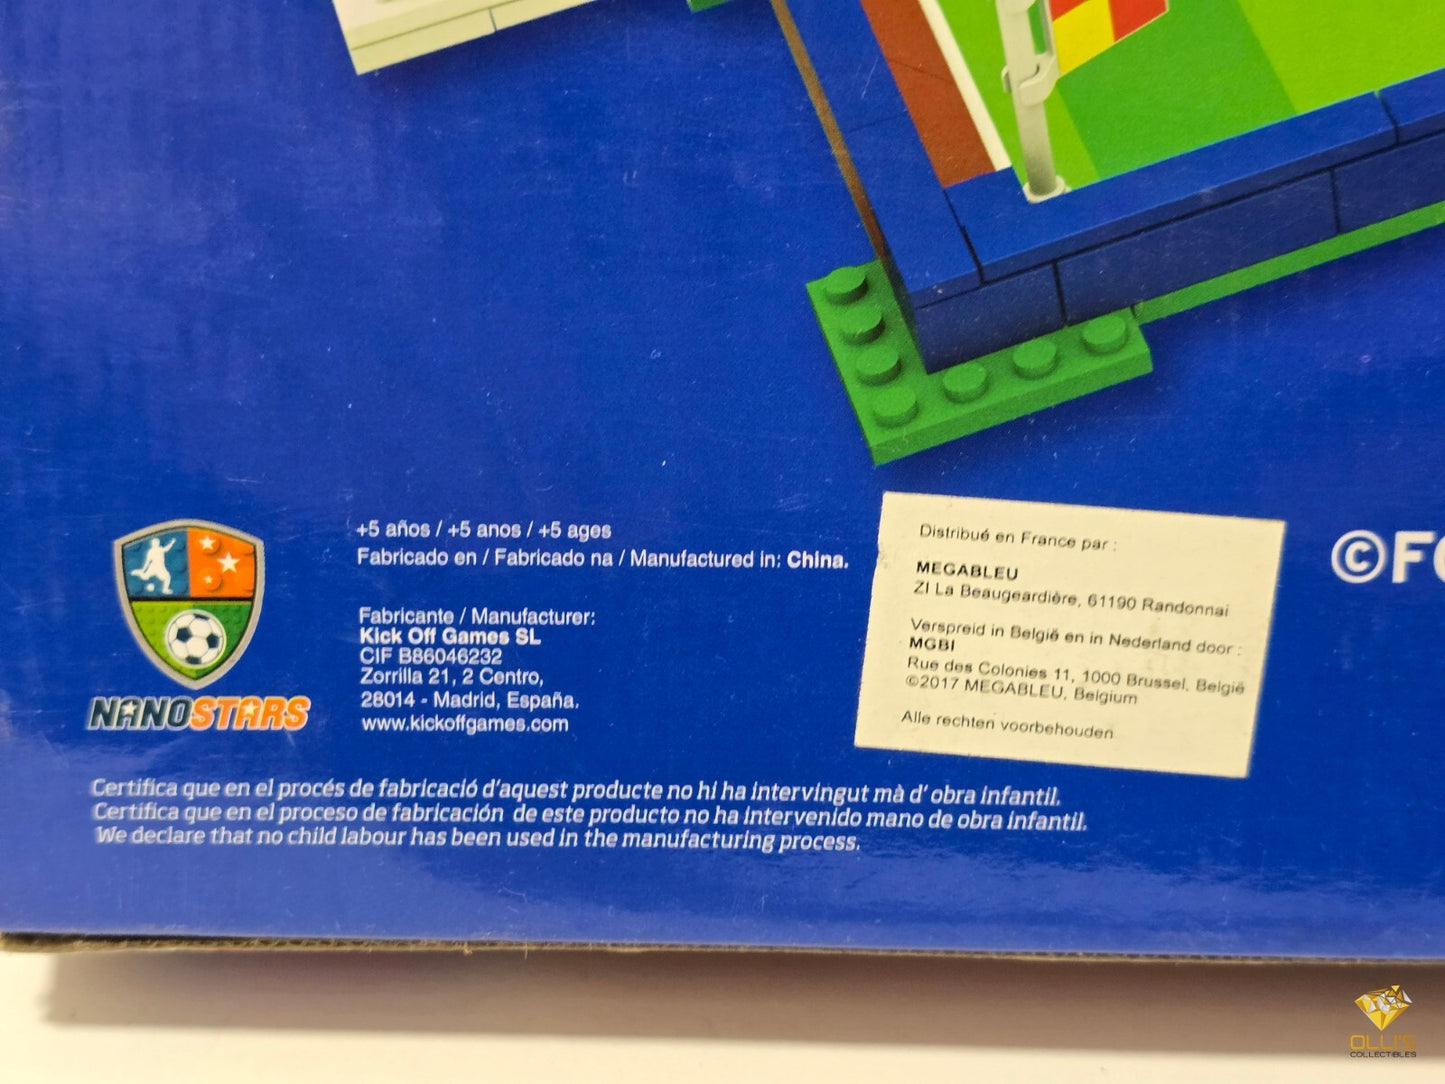 +5 años / +5 anos / +5 ages
Fabricado en / Fabricado na / Manufactured in: China.
Fabricante / Manufacturer:
Kick Off Games SL
CIF B86046232
Zorrilla 21, 2 Centro,
28014 - Madrid, España.
www.kickoffgames.com
NANOSTARS
Distribué en France par :
MEGABLEU
ZI La Beaugeardière, 61190 Randonnai
Verspreid in België en in Nederland door :
MGBI
Rue des Colonies 11, 1000 Brussel, België
©2017 MEGABLEU, Belgium
Alle rechten voorbehouden
©F
Certifica que en el procés de fabricació d'aquest producte no hi ha intervingut mà d' obra infantil.
Certifica que en el proceso de fabricación de este producto no ha intervenido mano de obra infantil.
We declare that no child labour has been used in the manufacturing process.
OLLI'S
COLLECTIBLES